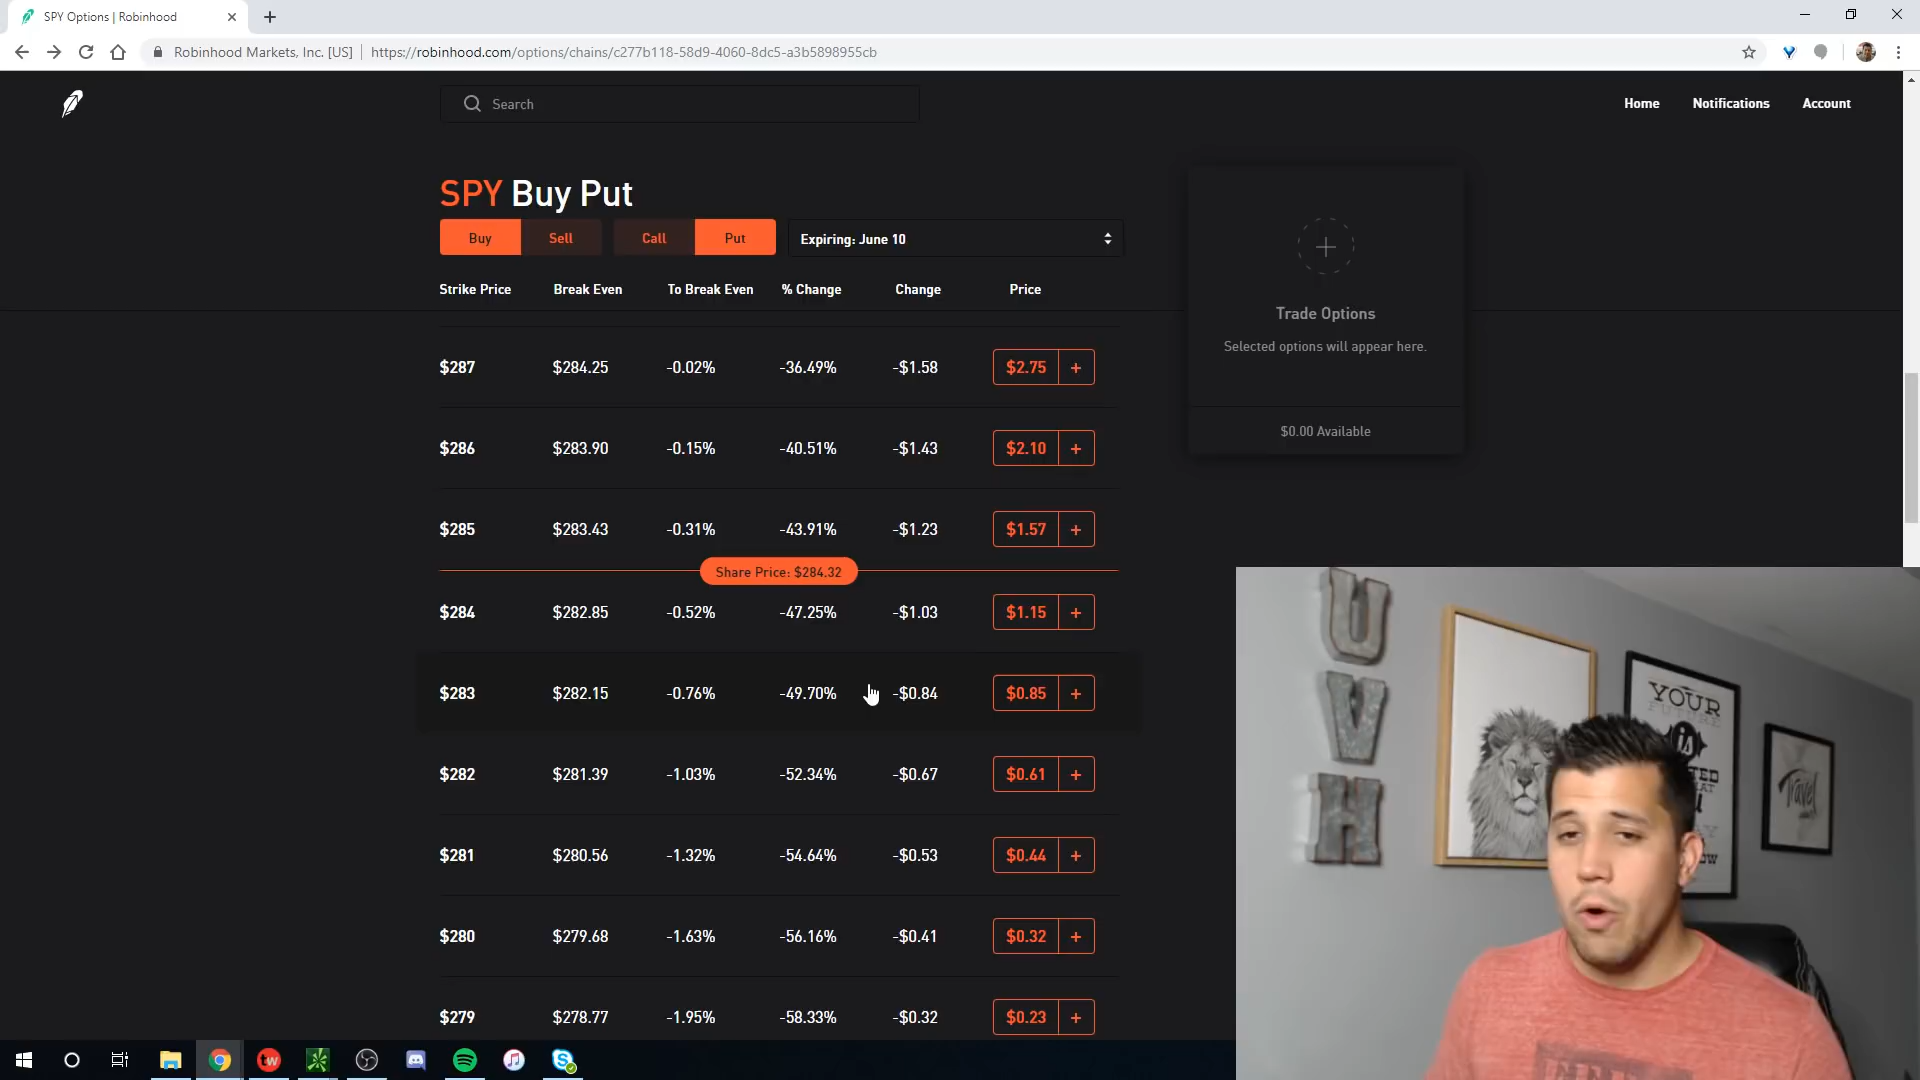 SPY Options | Robinhood
Robinhood Markets, Inc. [US] | https://robinhood.com/options/chains/c277b118-58d9-4060-8dc5-a3b5898955cb
Search
Home Notifications Account
SPY Buy Put
Buy Sell Call Put Expiring: June 10
Strike Price Break Even To Break Even % Change Change Price
$287 $284.25 -0.02% -36.49% -$1.58 $2.75 +
$286 $283.90 -0.15% -40.51% -$1.43 $2.10 +
$285 $283.43 -0.31% -43.91% -$1.23 $1.57 +
Share Price: $284.32
$284 $282.85 -0.52% -47.25% -$1.03 $1.15 +
$283 $282.15 -0.76% -49.70% -$0.84 $0.85 +
$282 $281.39 -1.03% -52.34% -$0.67 $0.61 +
$281 $280.56 -1.32% -54.64% -$0.53 $0.44 +
$280 $279.68 -1.63% -56.16% -$0.41 $0.32 +
$279 $278.77 -1.95% -58.33% -$0.32 $0.23 +
Trade Options
Selected options will appear here.
$0.00 Available
U
V
H
YOUR
is
Travel
tw